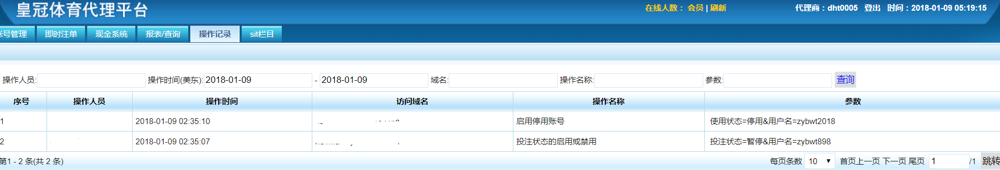 皇冠体育代理平台
在线人数： 会员 | 刷新 代理商：dht0005 登出 时间：2018-01-09 05:19:15
账号管理 即时注单 现金系统 报表/查询 操作记录 sit栏目
操作人员: 操作时间(美东): 2018-01-09 - 2018-01-09 域名: 操作名称: 参数: 查询
序号 操作人员 操作时间 访问域名 操作名称 参数
1 2018-01-09 02:35:10 启用停用账号 使用状态=停用&用户名=zybwt2018
2 2018-01-09 02:35:07 投注状态的启用或禁用 投注状态=暂停&用户名=zybwt898
第1 - 2 条(共 2 条) 每页条数 10 首页上一页 下一页 尾页 1 /1 跳转